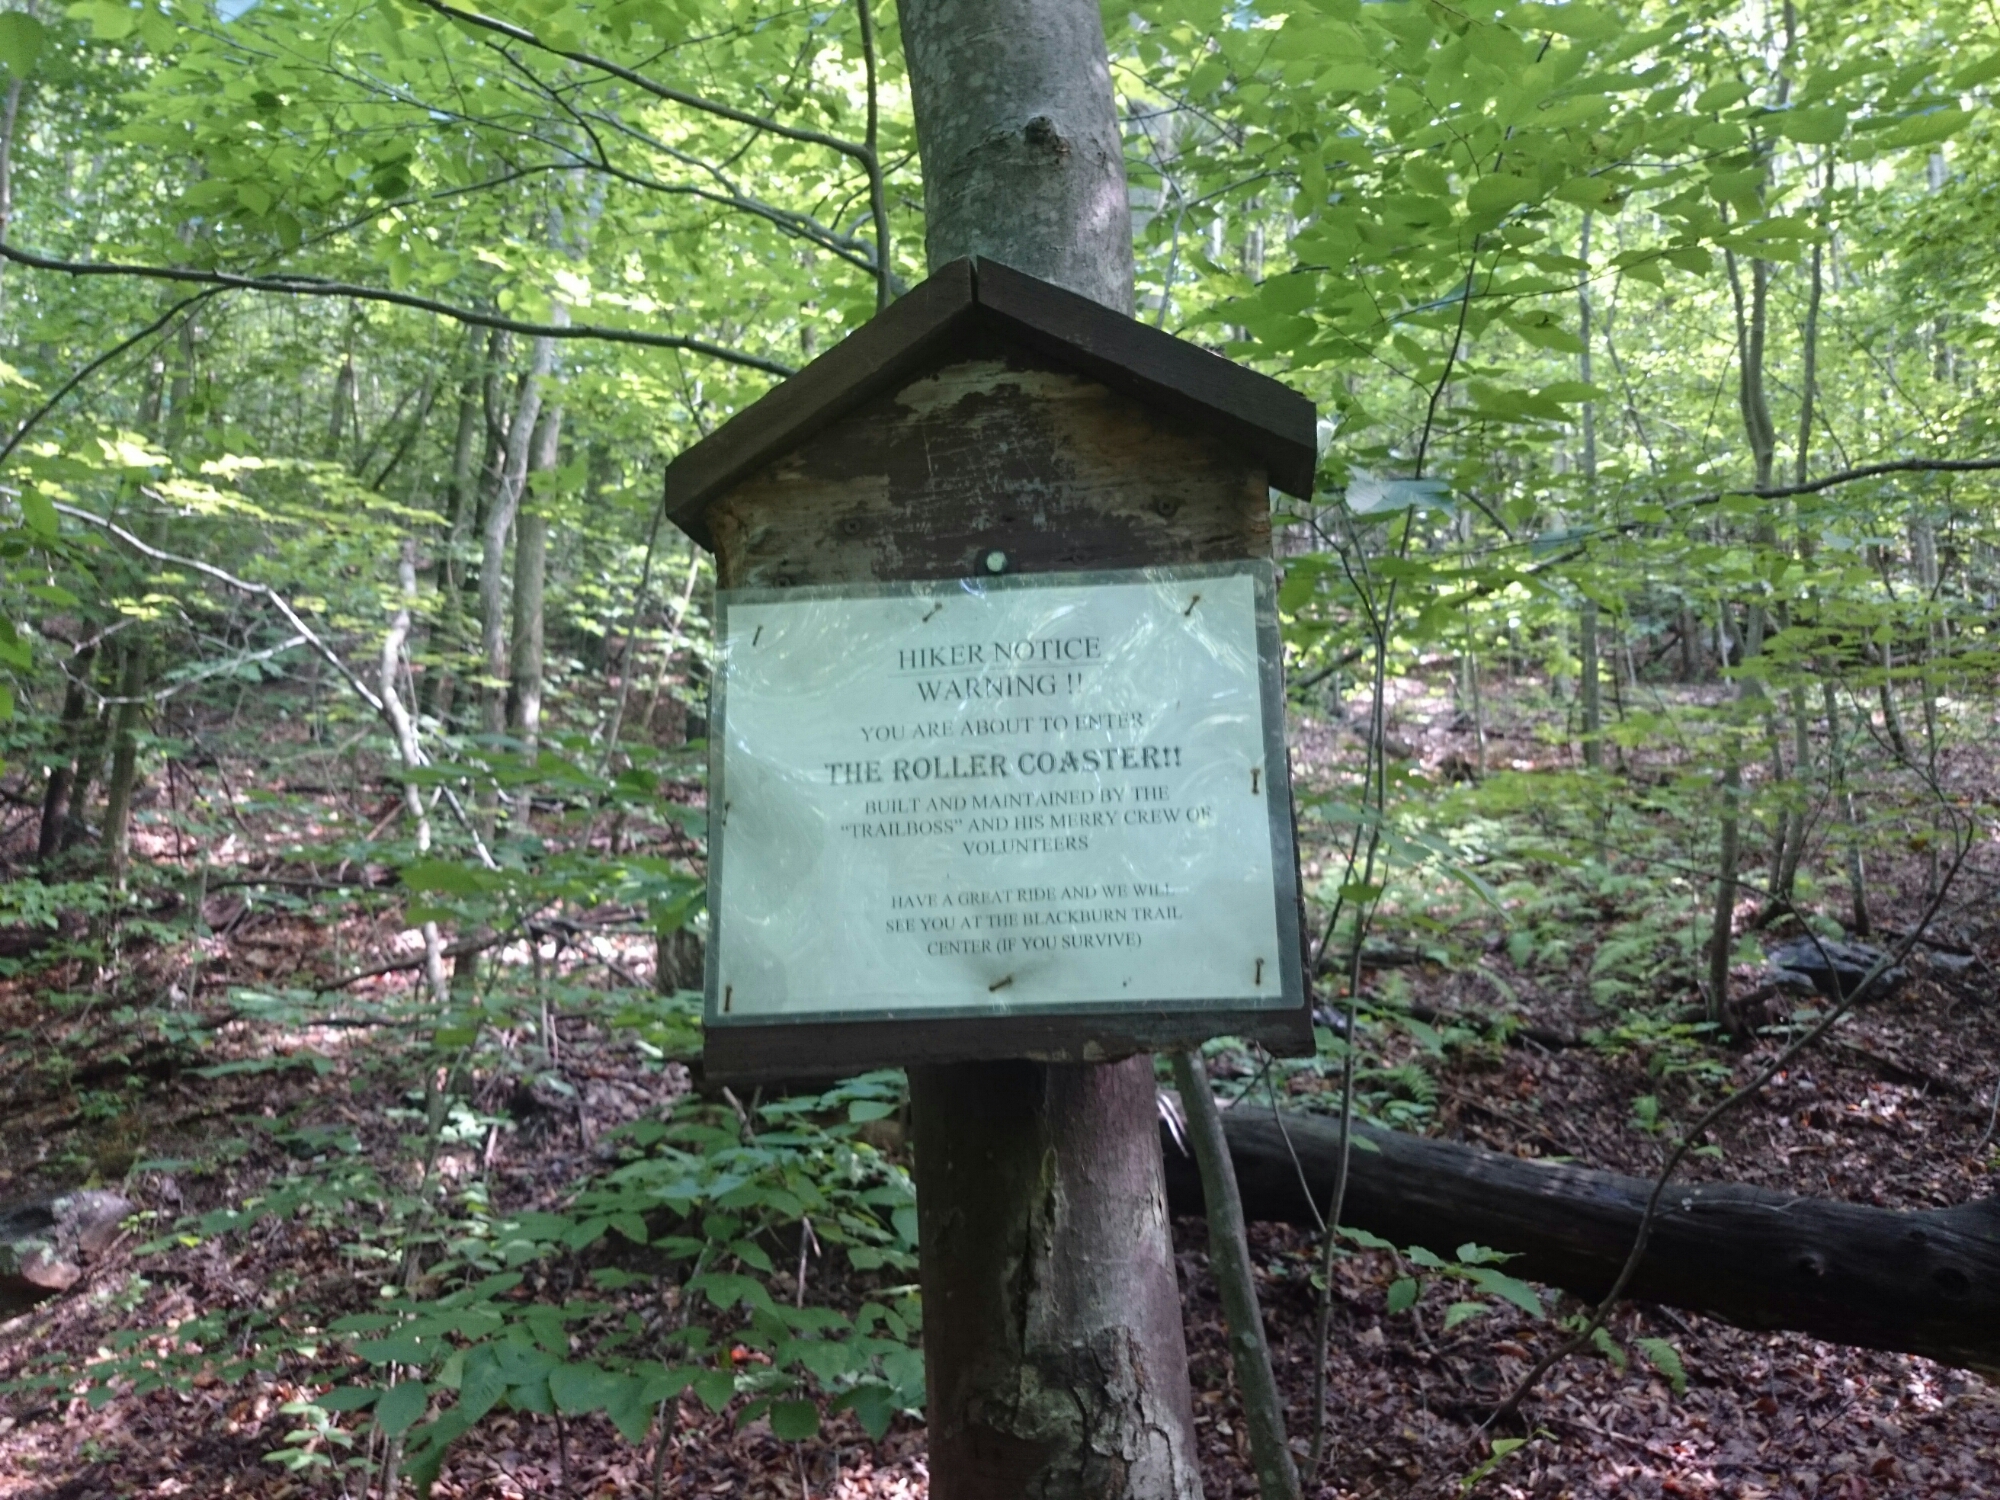 HIKER NOTICE
WARNING !!
YOU ARE ABOUT TO ENTER
THE ROLLER COASTER!!
BUILT AND MAINTAINED BY THE
“TRAILBOSS” AND HIS MERRY CREW OF
VOLUNTEERS
HAVE A GREAT RIDE AND WE WILL
SEE YOU AT THE BLACKBURN TRAIL
CENTER (IF YOU SURVIVE)